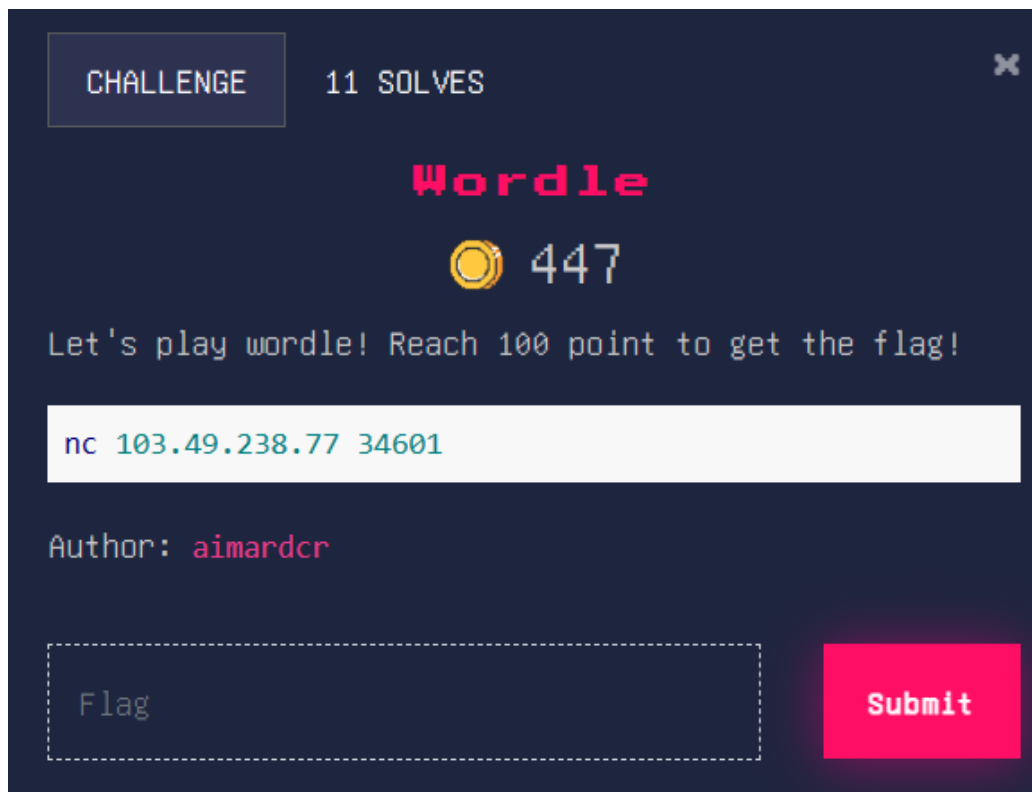 CHALLENGE 11 SOLVES ×
Wordle
447
Let's play wordle! Reach 100 point to get the flag!
nc 103.49.238.77 34601
Author: aimardcr
Flag Submit